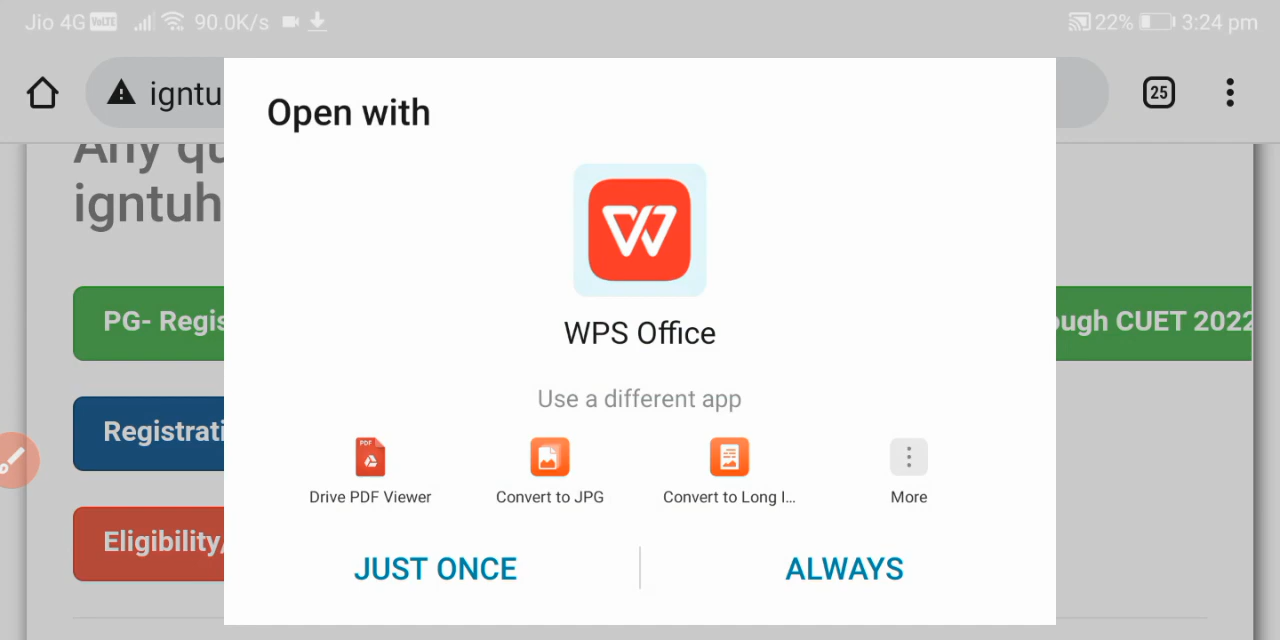 Jio 4G VoLTE 90.0K/s 22% 3:24 pm
igntu
25
Any qu
igntuh
Open with
WPS Office
PG- Regis
ough CUET 2022
Use a different app
Registrati
PDF
Drive PDF Viewer
Convert to JPG
Convert to Long I...
More
Eligibility/
JUST ONCE
ALWAYS